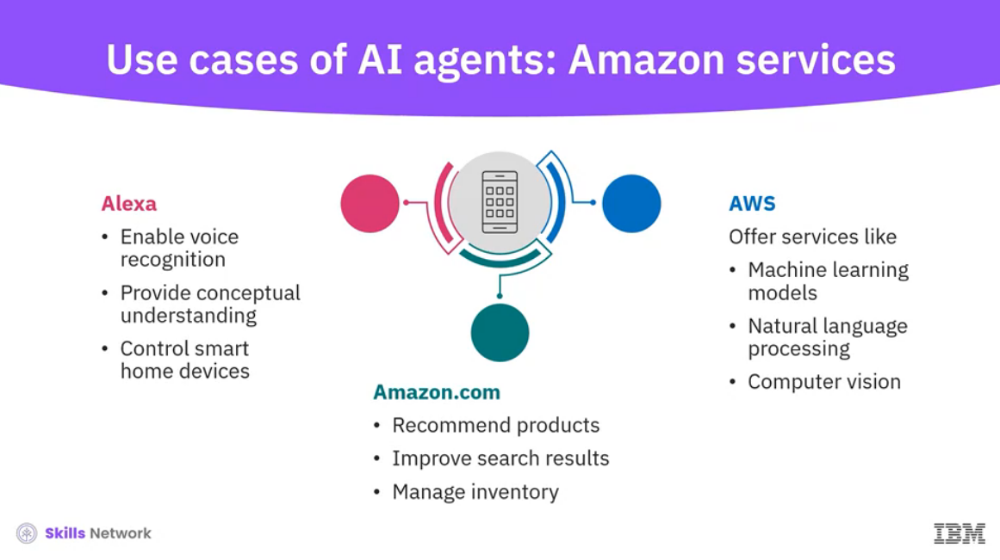 Use cases of AI agents: Amazon services
Alexa
• Enable voice
recognition
• Provide conceptual
understanding
• Control smart
home devices
Amazon.com
• Recommend products
• Improve search results
• Manage inventory
AWS
Offer services like
• Machine learning
models
• Natural language
processing
• Computer vision
Skills Network
IBM